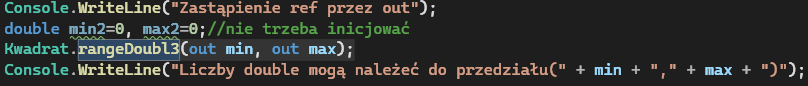 Console.WriteLine("Zastąpienie ref przez out");
double min2=0, max2=0;//nie trzeba inicjować
Kwadrat.rangeDoubl3(out min, out max);
Console.WriteLine("Liczby double mogą należeć do przedziału(" + min + "," + max + ")");